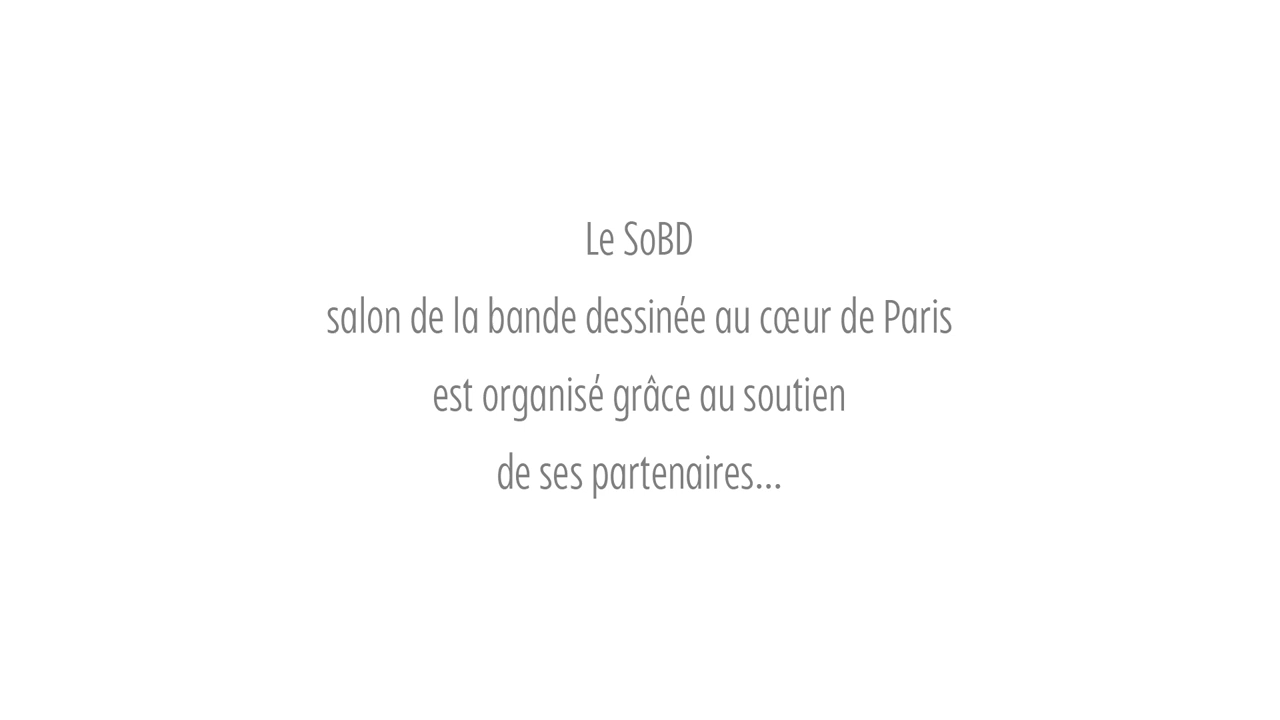 Le SoBD
salon de la bande dessinée au cœur de Paris
est organisé grâce au soutien
de ses partenaires...